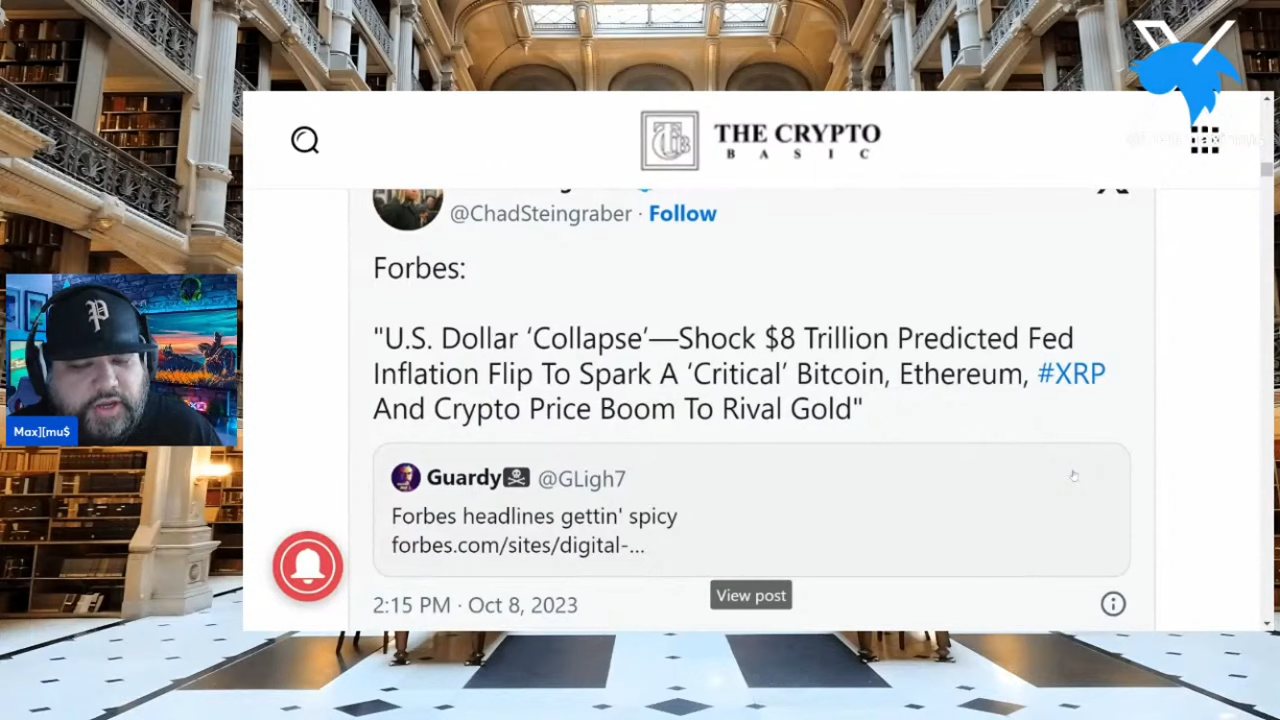 THE CRYPTO
BASIC
@ChadSteingraber · Follow
Forbes:
"U.S. Dollar ‘Collapse’—Shock $8 Trillion Predicted Fed
Inflation Flip To Spark A ‘Critical’ Bitcoin, Ethereum, #XRP
And Crypto Price Boom To Rival Gold"
Guardy @GLigh7
Forbes headlines gettin' spicy
forbes.com/sites/digital-...
View post
2:15 PM · Oct 8, 2023
Max][mu$